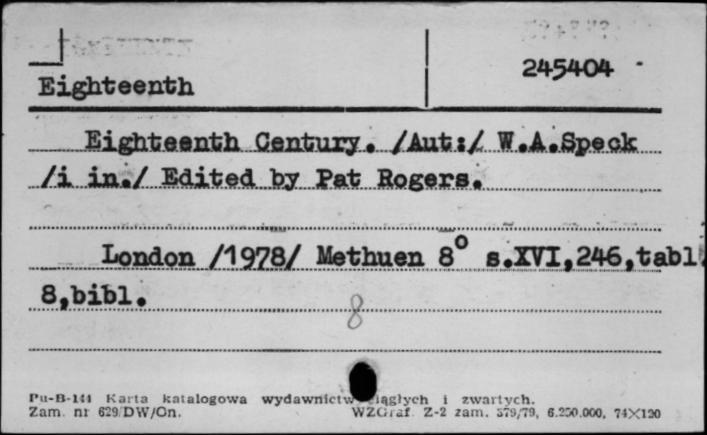 245404
Eighteenth
Eighteenth Century. /Aut:/ W.A.Speck
/i in./ Edited by Pat Rogers.
London /1978/ Methuen 8° s.XVI,246,tabl.
8,bibl.
8
Pu-B-144 Karta katalogowa wydawnictw ciągłych i zwartych.
Zam. nr 629/DW/Gn. WZGraf. Z-2 zam. 579/79, 6.250.000, 74X120